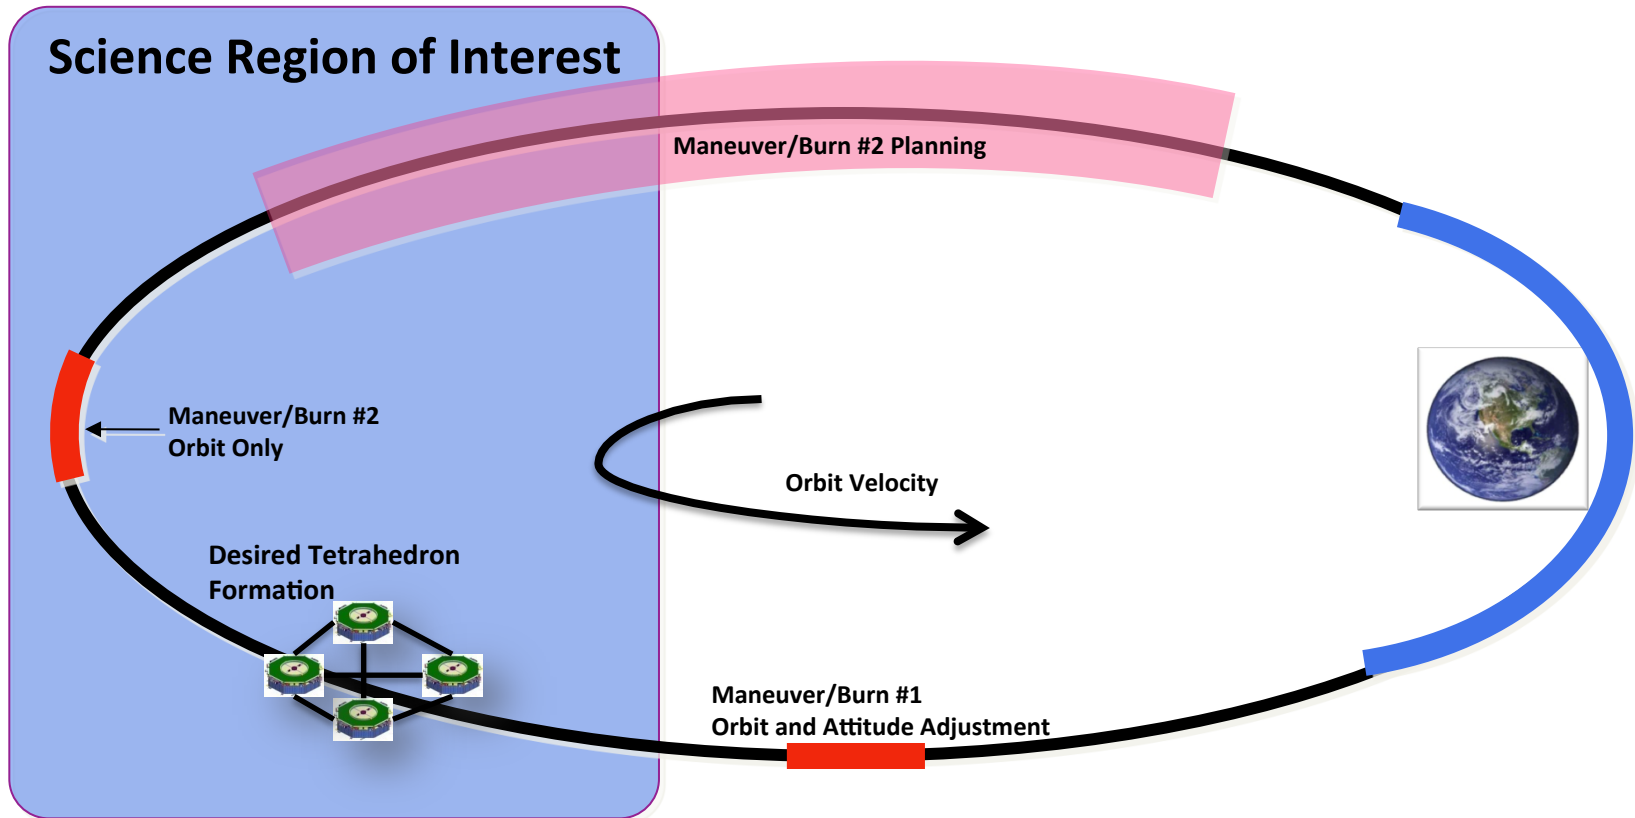 Science Region of Interest
Maneuver/Burn #2 Planning
Maneuver/Burn #2
Orbit Only
Orbit Velocity
Desired Tetrahedron
Formation
Maneuver/Burn #1
Orbit and Attitude Adjustment